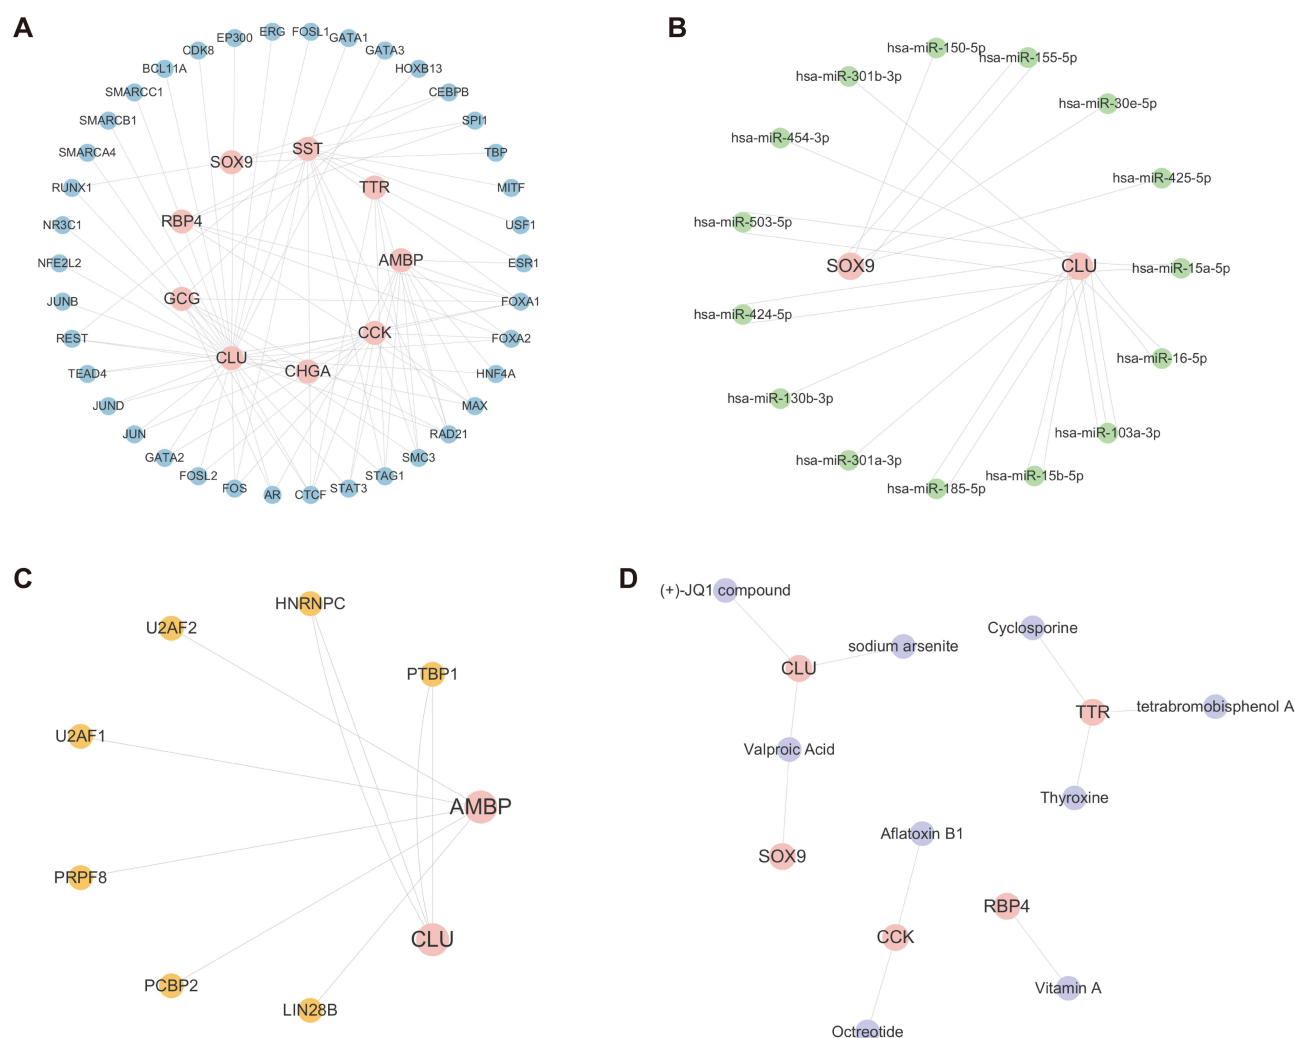 A
ERG
FOSL1
EP300
GATA1
CDK8
GATA3
BCL11A
HOXB13
SMARCC1
CEBPB
SMARCB1
SPI1
SMARCA4
SST
TBP
SOX9
RUNX1
TTR
MITF
NR3C1
RBP4
USF1
NFE2L2
AMBP
ESR1
JUNB
GCG
FOXA1
REST
CCK
FOXA2
CLU
TEAD4
CHGA
HNF4A
JUND
MAX
JUN
RAD21
GATA2
SMC3
FOSL2
STAG1
FOS
STAT3
AR
CTCF
B
hsa-miR-150-5p
hsa-miR-155-5p
hsa-miR-301b-3p
hsa-miR-30e-5p
hsa-miR-454-3p
hsa-miR-425-5p
hsa-miR-503-5p
SOX9
CLU
hsa-miR-15a-5p
hsa-miR-424-5p
hsa-miR-16-5p
hsa-miR-130b-3p
hsa-miR-103a-3p
hsa-miR-301a-3p
hsa-miR-15b-5p
hsa-miR-185-5p
C
HNRNPC
U2AF2
PTBP1
U2AF1
AMBP
PRPF8
CLU
PCBP2
LIN28B
D
(+)-JQ1 compound
Cyclosporine
sodium arsenite
CLU
tetrabromobisphenol A
TTR
Valproic Acid
Thyroxine
Aflatoxin B1
SOX9
RBP4
CCK
Vitamin A
Octreotide